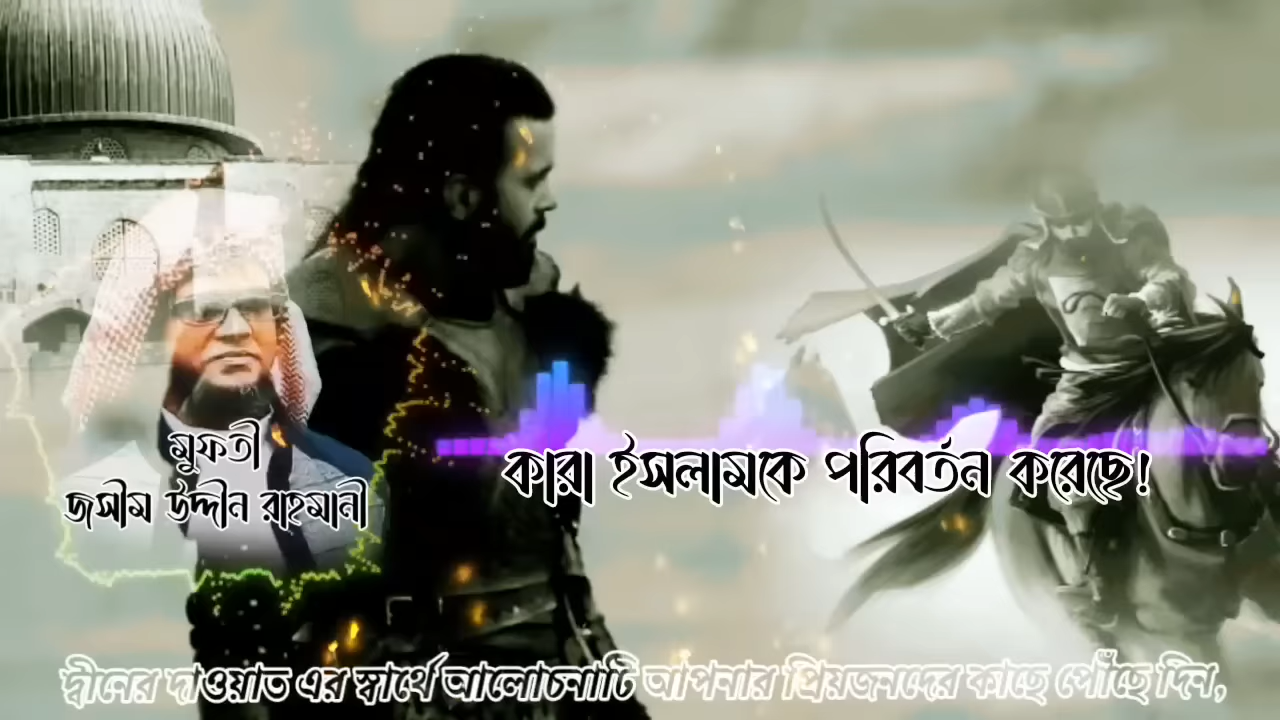 মুফতী
জসীম উদ্দীন রাহমানী
কারা ইসলামকে পরিবর্তন করেছে!
দ্বীনের দাওয়াত এর স্বার্থে আলোচনাটি আপনার প্রিয়জনদের কাছে পৌঁছে দিন,